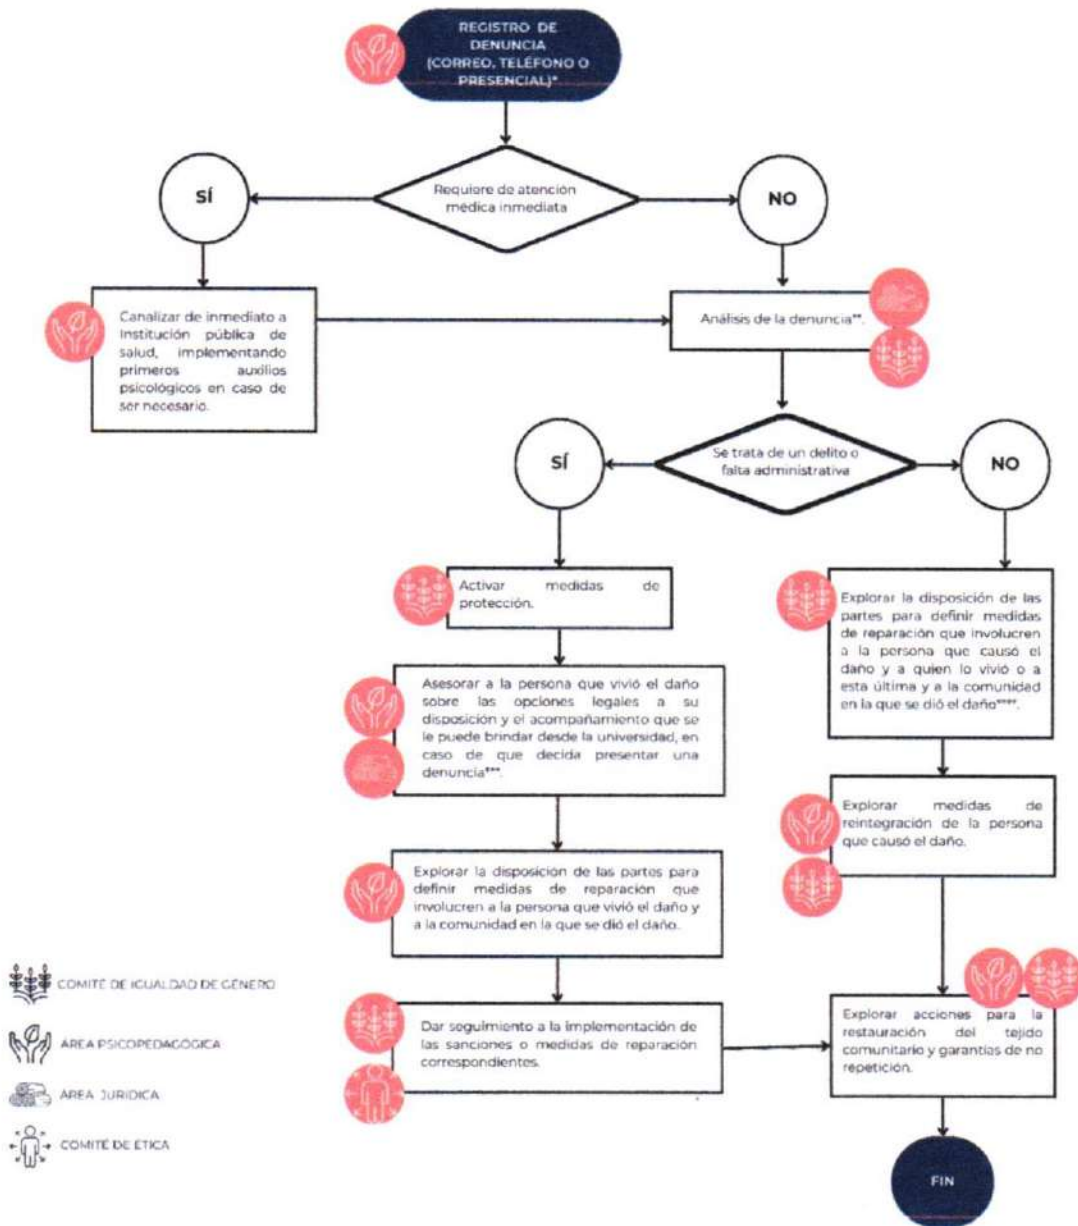 REGISTRO DE
DENUNCIA
(CORREO, TELÉFONO O
PRESENCIAL)*
Requiere de atención
médica inmediata
SÍ
NO
Canalizar de inmediato a
Institución pública de
salud, implementando
primeros auxilios
psicológicos en caso de
ser necesario.
Análisis de la denuncia**.
Se trata de un delito o
falta administrativa
SÍ
NO
Activar medidas de
protección.
Explorar la disposición de las
partes para definir medidas
de reparación que involucren
a la persona que causó el
daño y a quien lo vivió o a
esta última y a la comunidad
en la que se dió el daño****.
Asesorar a la persona que vivió el daño
sobre las opciones legales a su
disposición y el acompañamiento que se
le puede brindar desde la universidad, en
caso de que decida presentar una
denuncia***.
Explorar medidas de
reintegración de la persona
que causó el daño.
Explorar la disposición de las partes para
definir medidas de reparación que
involucren a la persona que vivió el daño y
a la comunidad en la que se dió el daño.
Dar seguimiento a la implementación de
las sanciones o medidas de reparación
correspondientes.
Explorar acciones para la
restauración del tejido
comunitario y garantías de no
repetición.
FIN
COMITÉ DE IGUALDAD DE GÉNERO
ÁREA PSICOPEDAGÓGICA
ÁREA JURÍDICA
COMITÉ DE ÉTICA